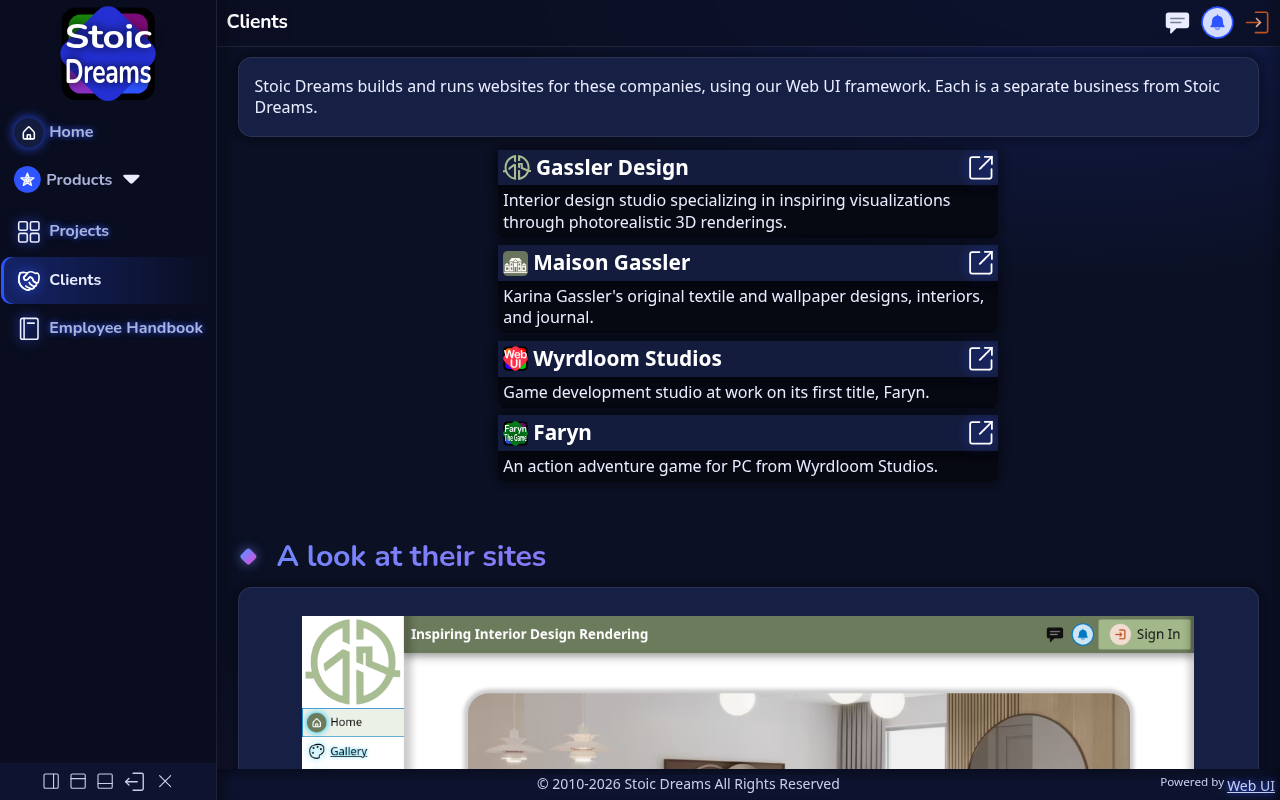 Stoic
Dreams
Home
Products
Projects
Clients
Employee Handbook
Clients
Stoic Dreams builds and runs websites for these companies, using our Web UI framework. Each is a separate business from Stoic
Dreams.
Gassler Design
Interior design studio specializing in inspiring visualizations
through photorealistic 3D renderings.
Maison Gassler
Karina Gassler's original textile and wallpaper designs, interiors,
and journal.
Web
UI
Wyrdloom Studios
Game development studio at work on its first title, Faryn.
Faryn
The Game
Faryn
An action adventure game for PC from Wyrdloom Studios.
A look at their sites
Inspiring Interior Design Rendering
Sign In
Home
Gallery
© 2010-2026 Stoic Dreams All Rights Reserved
Powered by Web UI